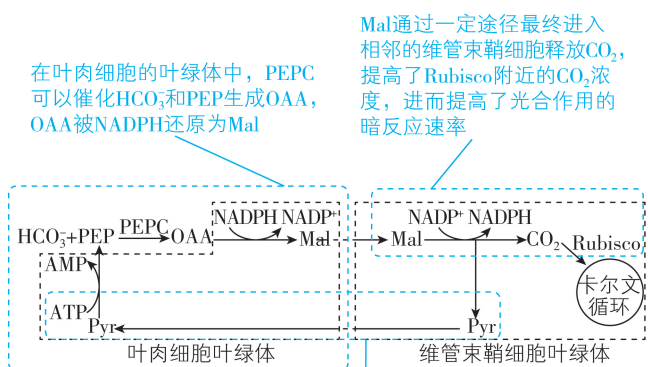 Mal通过一定途径最终进入
相邻的维管束鞘细胞释放CO₂,
提高了Rubisco附近的CO₂浓
度，进而提高了光合作用的
暗反应速率
在叶肉细胞的叶绿体中，PEPC
可以催化HCO₃⁻和PEP生成OAA，
OAA被NADPH还原为Mal
NADPH NADP⁺ NADP⁺ NADPH
HCO₃⁻+PEP PEPC OAA Mal Mal CO₂ Rubisco
AMP
卡尔文
循环
ATP
Pyr Pyr
叶肉细胞叶绿体 维管束鞘细胞叶绿体